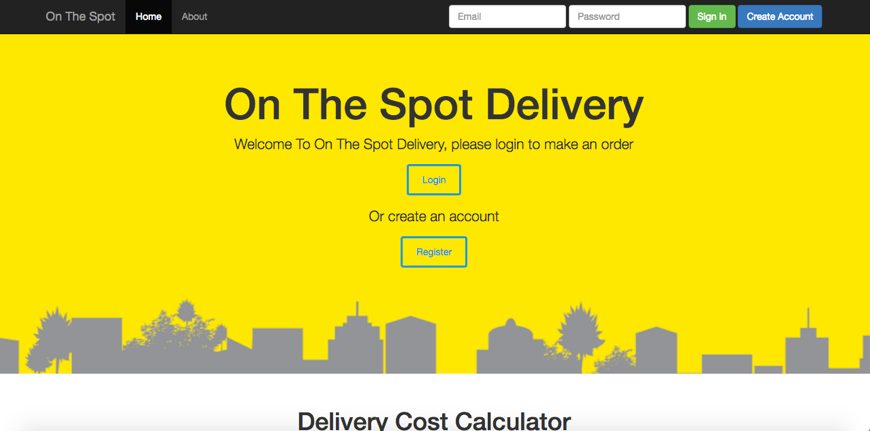 On The Spot Home About Email Password Sign In Create Account
On The Spot Delivery
Welcome To On The Spot Delivery, please login to make an order
Login
Or create an account
Register
Delivery Cost Calculator